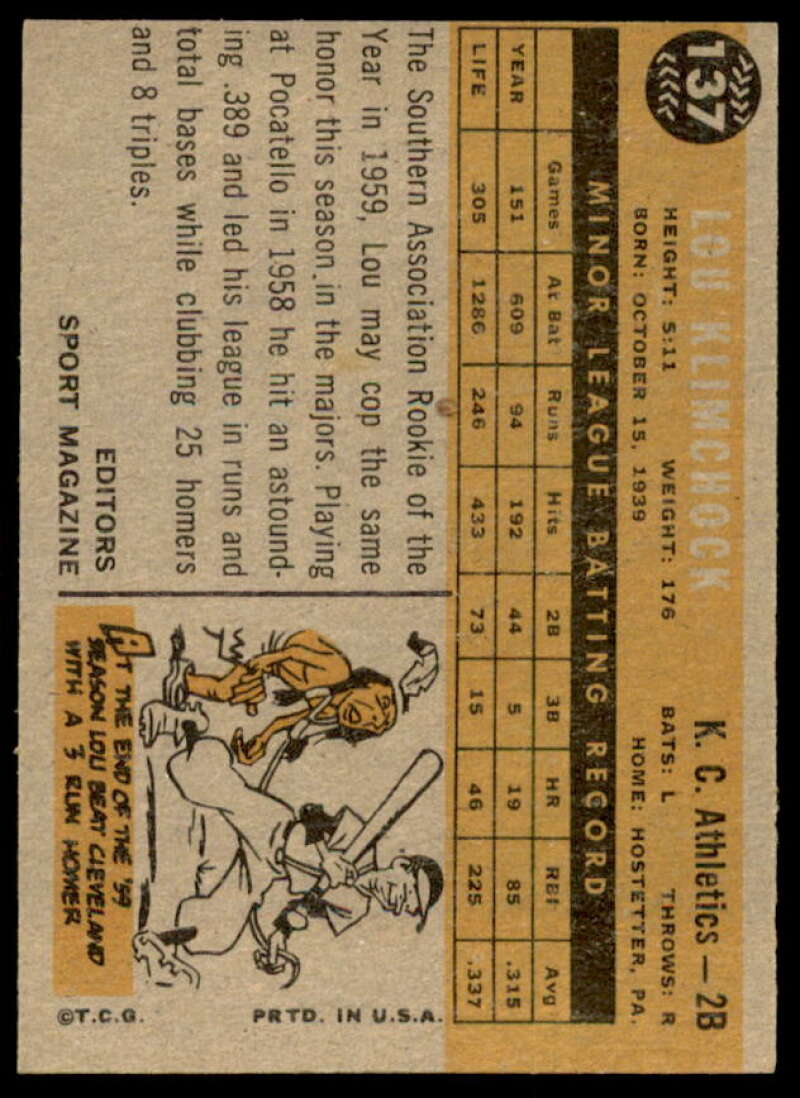 137
LOU KLIMCHOCK K. C. Athletics — 2B
HEIGHT: 5:11 WEIGHT: 176 BATS: L THROWS: R
BORN: OCTOBER 15, 1939 HOME: HOSTETTER, PA.
MINOR LEAGUE BATTING RECORD
Games At Bat Runs Hits 2B 3B HR RBI Avg
YEAR 151 609 94 192 44 5 19 85 .315
LIFE 305 1286 246 433 73 15 46 225 .337
The Southern Association Rookie of the
Year in 1959, Lou may cop the same
honor this season in the majors. Playing
at Pocatello in 1958 he hit an astound-
ing .389 and led his league in runs and
total bases while clubbing 25 homers
and 8 triples.
EDITORS
SPORT MAGAZINE
AT THE END OF THE '59
SEASON LOU BEAT CLEVELAND
WITH A 3 RUN HOMER
©T.C.G. PRTD. IN U.S.A.